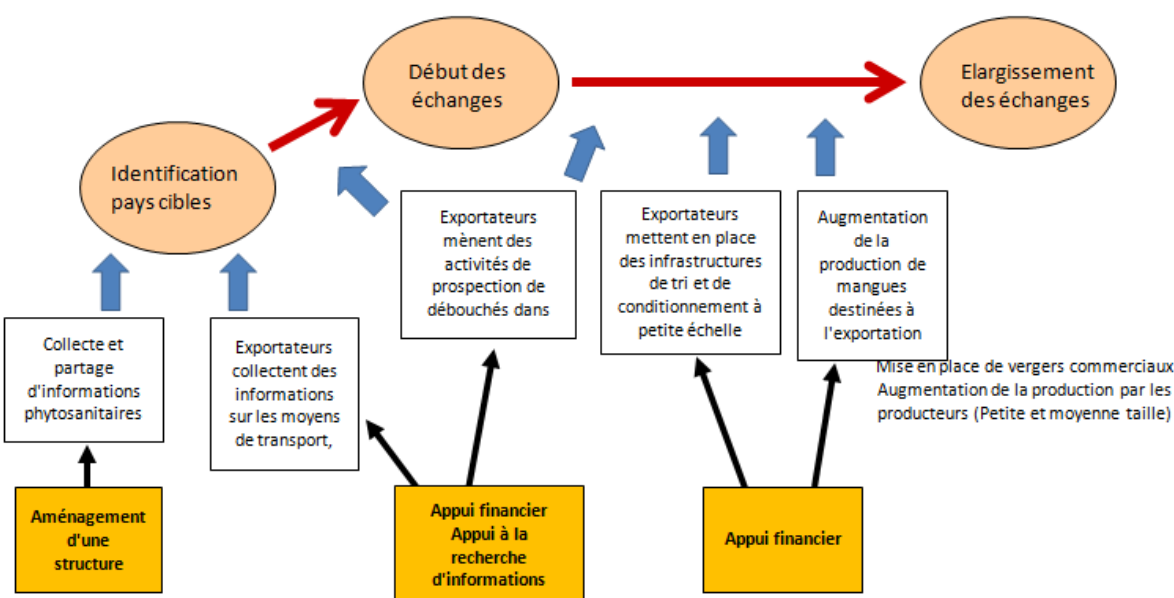 Début des
échanges
Elargissement
des échanges
Identification
pays cibles
Exportateurs
mènent des
activités de
prospection de
débouchés dans
Exportateurs
mettent en place
des infrastructures
de tri et de
conditionnement à
petite échelle
Augmentation
de la
production de
mangues
destinées à
l'exportation
Collecte et
partage
d'informations
phytosanitaires
Exportateurs
collectent des
informations
sur les moyens
de transport,
Mise en place de vergers commerciaux
Augmentation de la production par les
producteurs (Petite et moyenne taille)
Aménagement
d'une
structure
Appui financier
Appui à la
recherche
d'informations
Appui financier